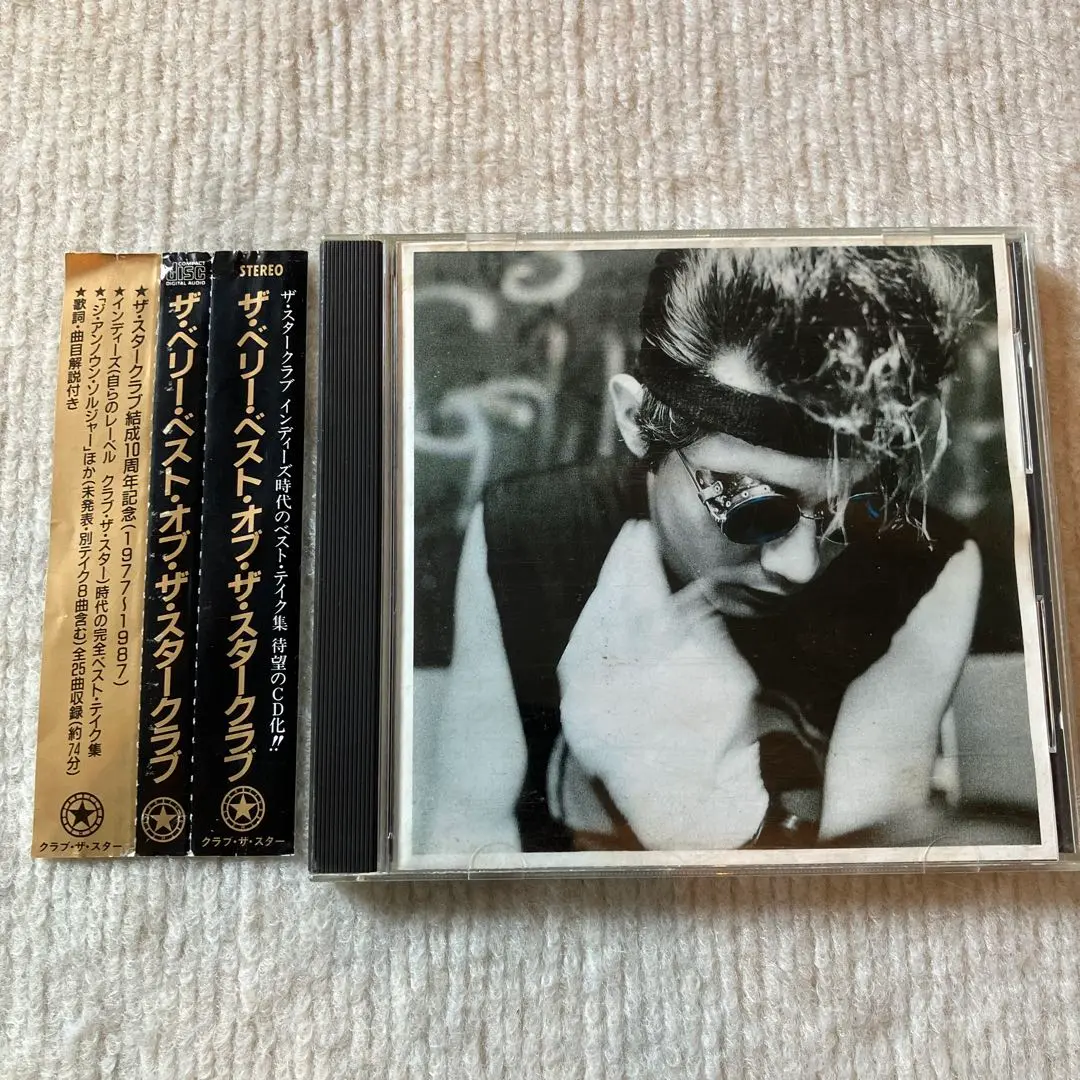 STEREO
ザ・スタークラブ インディーズ時代のベスト・テイク集 待望のCD化!!
ザ・ベリー・ベスト・オブ・ザ・スタークラブ
クラブ・ザ・スター
COMPACT
disc
DIGITAL AUDIO
ザ・ベリー・ベスト・オブ・ザ・スタークラブ
★ザ・スタークラブ結成10周年記念(1977〜1987)
★インディーズ(自らのレーベル クラブ・ザ・スター)時代の完全ベスト・テイク集
★「ジ・アンノウン・ソルジャー」ほか(未発表・別テイク8曲含む)全25曲収録(約74分)
★歌詞・曲目解説付き
クラブ・ザ・スター